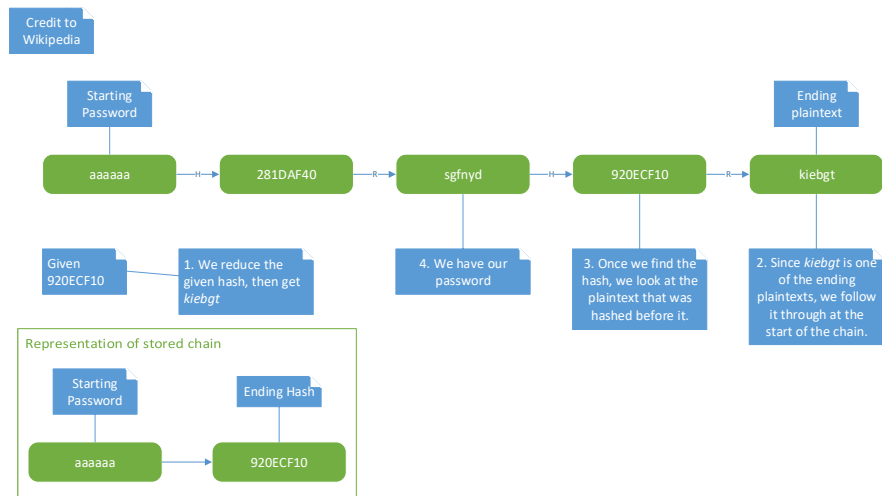 Credit to
Wikipedia
Starting
Password
Ending
plaintext
aaaaaa
H
281DAF40
R
sgfnyd
H
920ECF10
R
kiebgt
Given
920ECF10
1. We reduce the
given hash, then get
kiebgt
4. We have our
password
3. Once we find the
hash, we look at the
plaintext that was
hashed before it.
2. Since kiebgt is one
of the ending
plaintexts, we follow
it through at the
start of the chain.
Representation of stored chain
Starting
Password
Ending Hash
aaaaaa
920ECF10